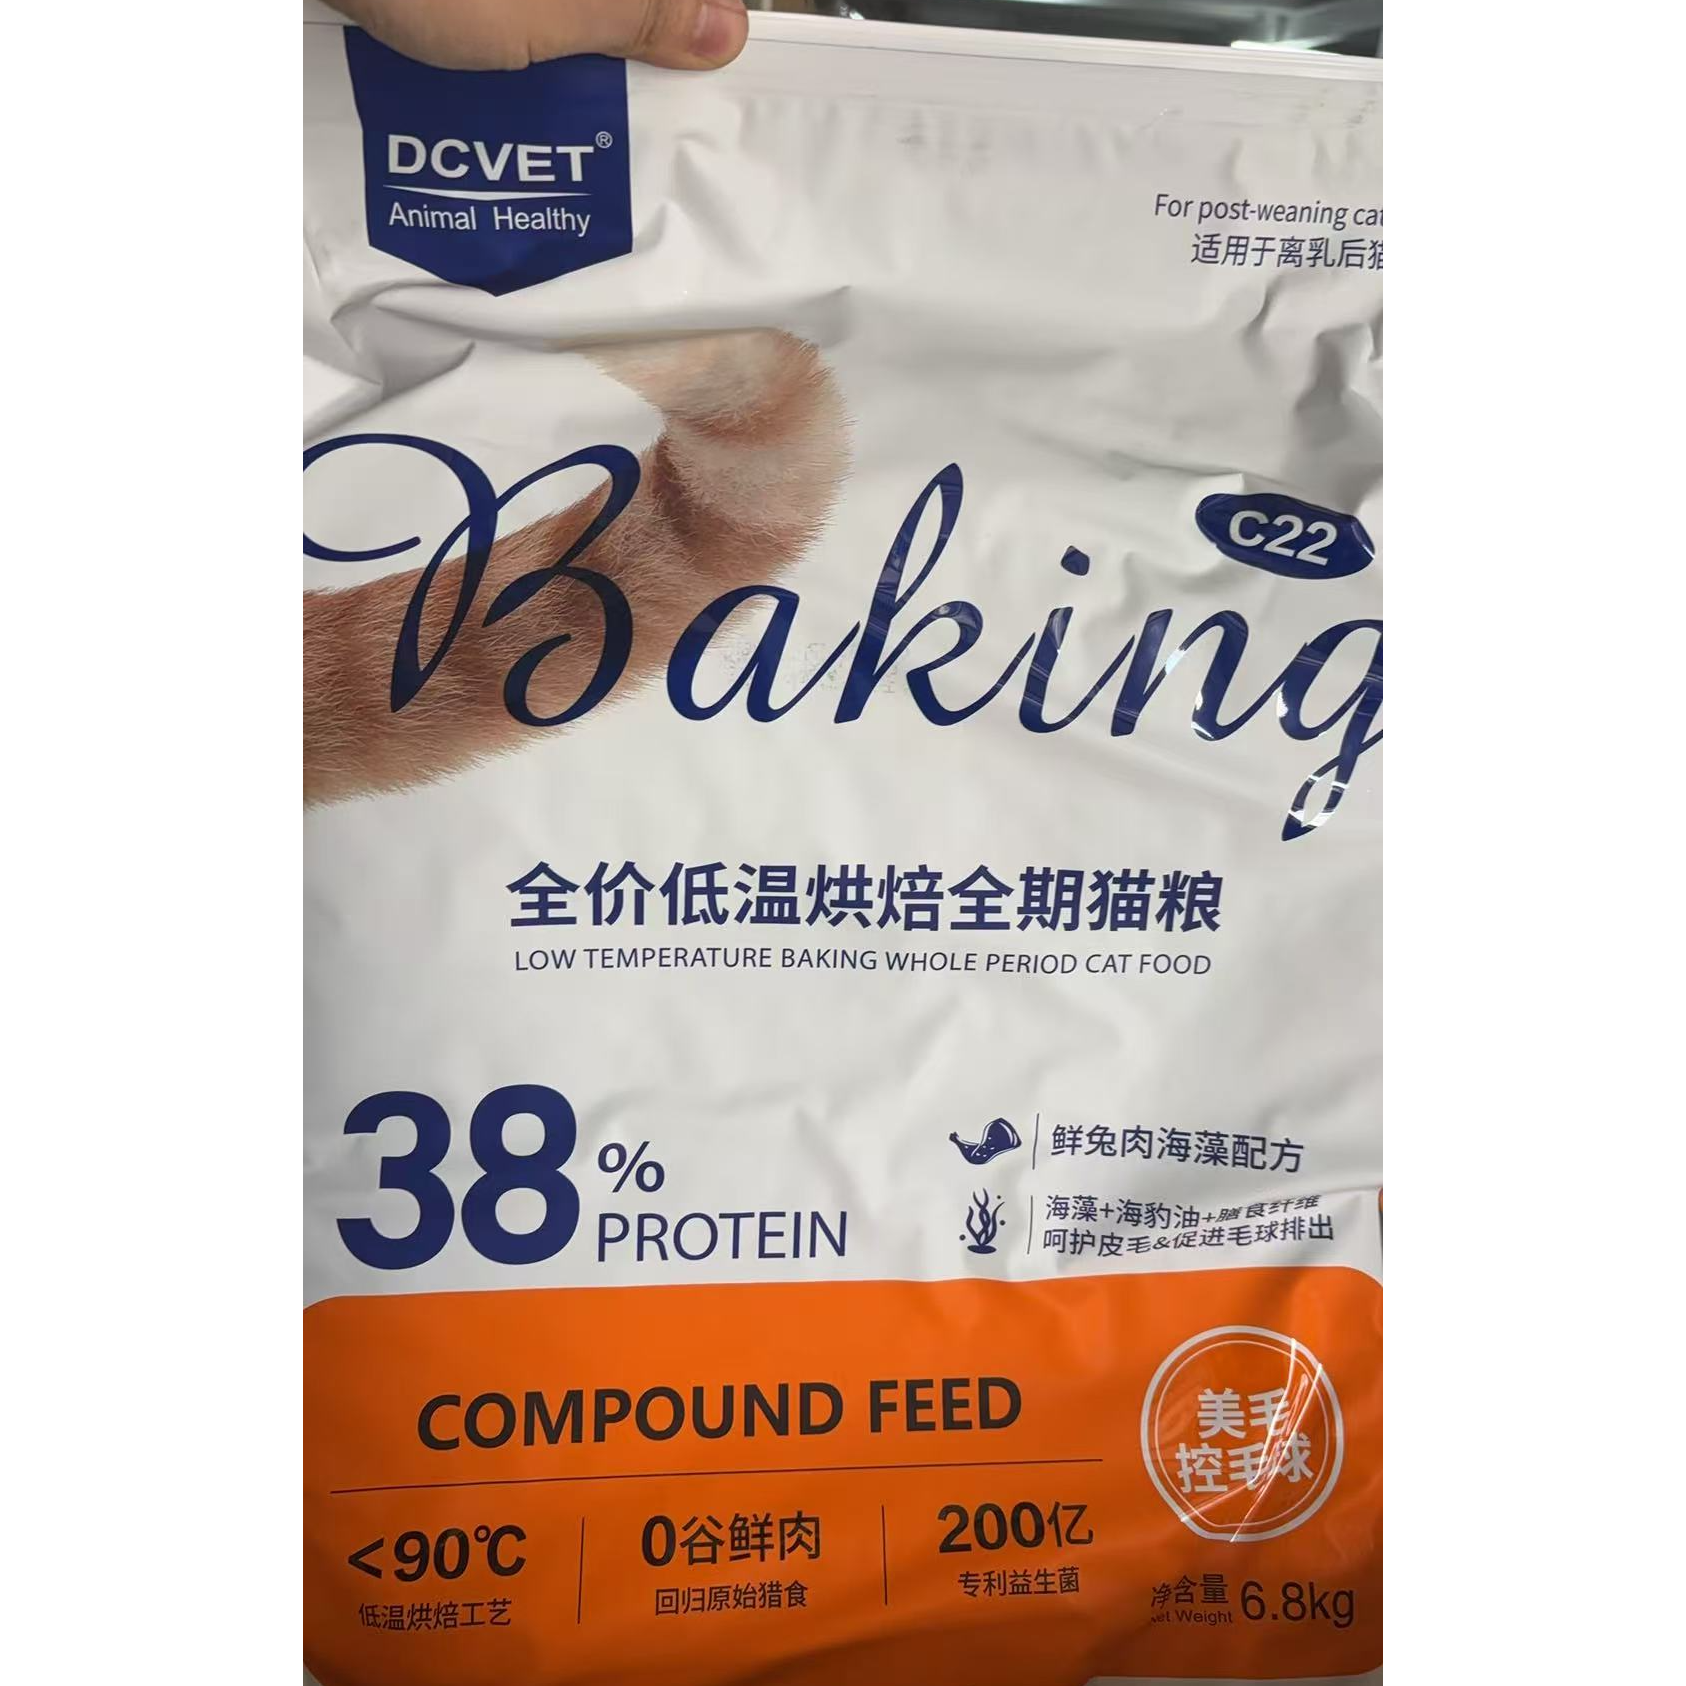 DCVET®
Animal Healthy
For post-weaning
适用于离乳后
Baking
C22
全价低温烘焙全期猫粮
LOW TEMPERATURE BAKING WHOLE PERIOD CAT FOOD
38%
PROTEIN
鲜兔肉海藻配方
海藻+海豹油+膳食纤维
呵护皮毛&促进毛球排出
COMPOUND FEED
美毛
控毛球
<90℃
低温烘焙工艺
0谷鲜肉
回归原始猎食
200亿
专利益生菌
净含量 6.8kg
Net Weight